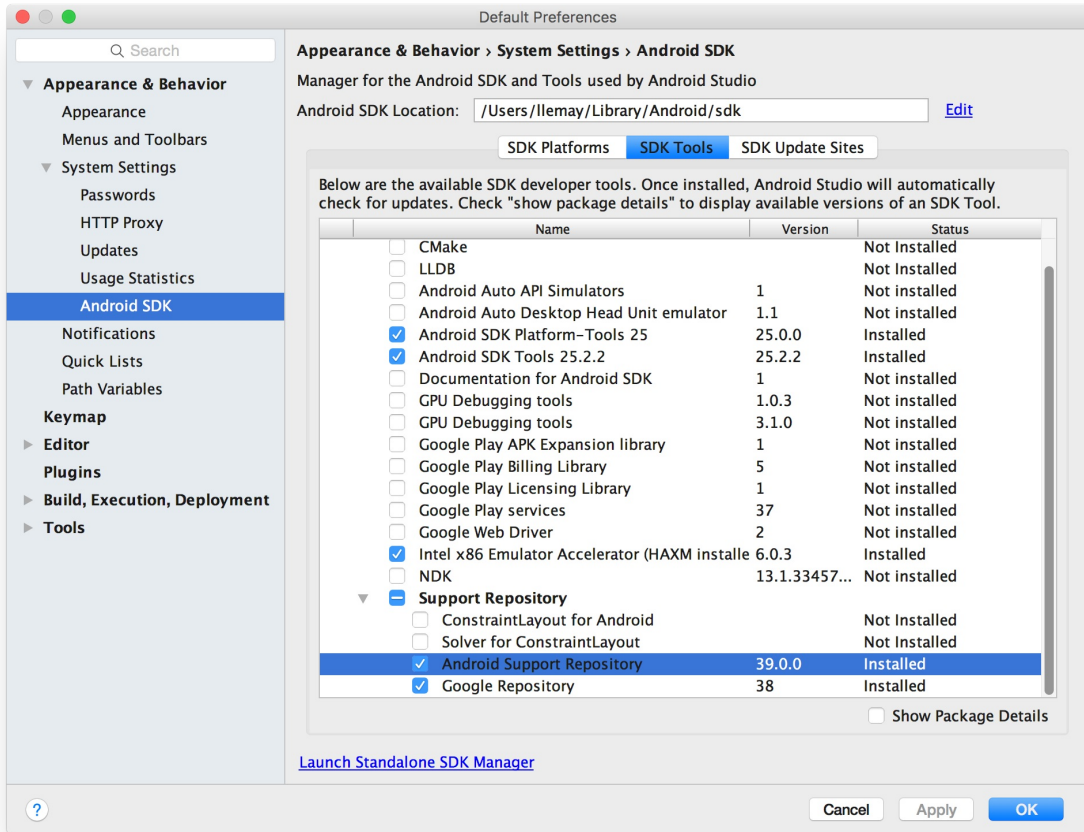 Default Preferences
Search
Appearance & Behavior
Appearance
Menus and Toolbars
System Settings
Passwords
HTTP Proxy
Updates
Usage Statistics
Android SDK
Notifications
Quick Lists
Path Variables
Keymap
Editor
Plugins
Build, Execution, Deployment
Tools
Appearance & Behavior › System Settings › Android SDK
Manager for the Android SDK and Tools used by Android Studio
Android SDK Location: /Users/llemay/Library/Android/sdk Edit
SDK Platforms SDK Tools SDK Update Sites
Below are the available SDK developer tools. Once installed, Android Studio will automatically
check for updates. Check "show package details" to display available versions of an SDK Tool.
Name Version Status
CMake Not Installed
LLDB Not Installed
Android Auto API Simulators 1 Not installed
Android Auto Desktop Head Unit emulator 1.1 Not installed
Android SDK Platform-Tools 25 25.0.0 Installed
Android SDK Tools 25.2.2 25.2.2 Installed
Documentation for Android SDK 1 Not installed
GPU Debugging tools 1.0.3 Not installed
GPU Debugging tools 3.1.0 Not installed
Google Play APK Expansion library 1 Not installed
Google Play Billing Library 5 Not installed
Google Play Licensing Library 1 Not installed
Google Play services 37 Not installed
Google Web Driver 2 Not installed
Intel x86 Emulator Accelerator (HAXM installe 6.0.3 Installed
NDK 13.1.33457... Not installed
Support Repository
ConstraintLayout for Android Not Installed
Solver for ConstraintLayout Not Installed
Android Support Repository 39.0.0 Installed
Google Repository 38 Installed
Show Package Details
Launch Standalone SDK Manager
? Cancel Apply OK